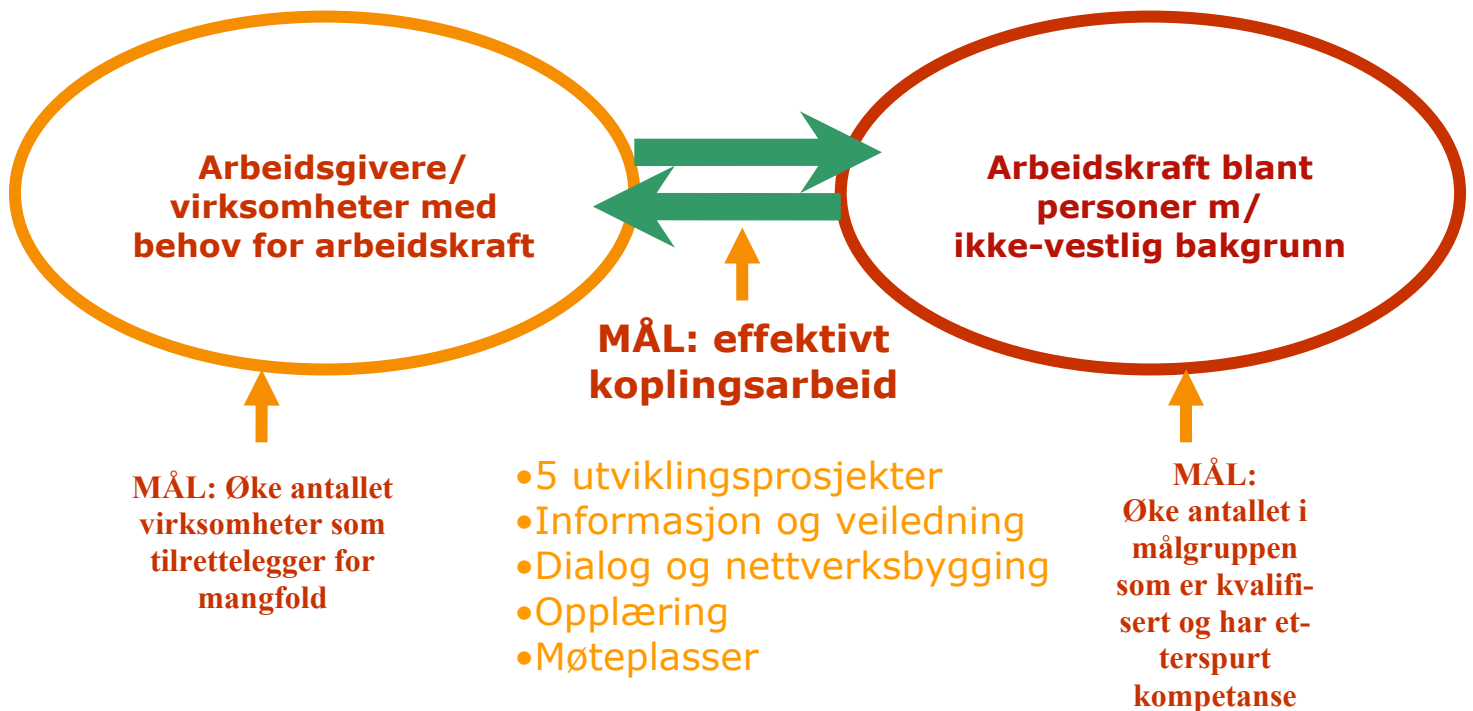 Arbeidsgivere/
virksomheter med
behov for arbeidskraft
Arbeidskraft blant
personer m/
ikke-vestlig bakgrunn
MÅL: effektivt
koplingsarbeid
MÅL: Øke antallet
virksomheter som
tilrettelegger for
mangfold
•5 utviklingsprosjekter
•Informasjon og veiledning
•Dialog og nettverksbygging
•Opplæring
•Møteplasser
MÅL:
Øke antallet i
målgruppen
som er kvalifi-
sert og har et-
terspurt
kompetanse